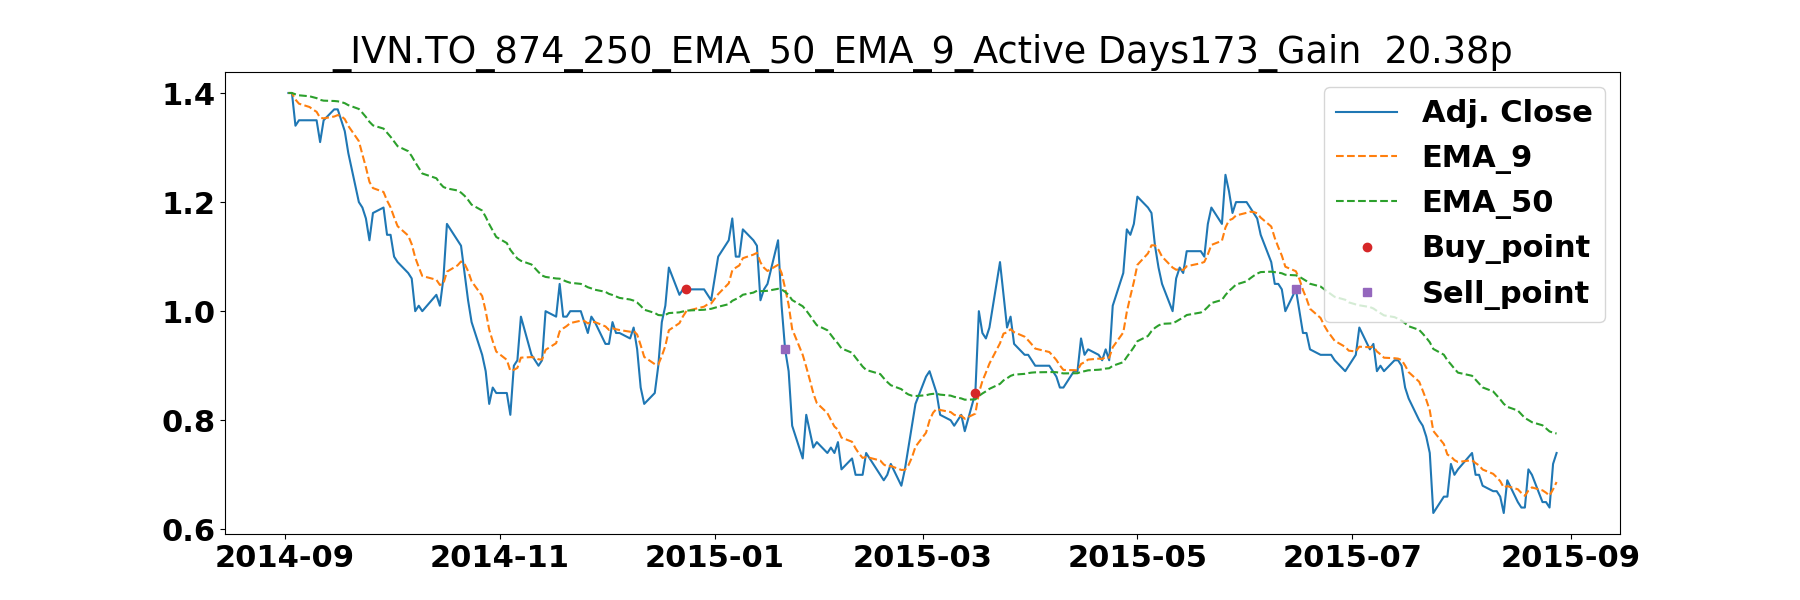 _IVN.TO_874_250_EMA_50_EMA_9_Active Days173_Gain  20.38p
1.4
1.2
1.0
0.8
0.6
Adj. Close
EMA_9
EMA_50
Buy_point
Sell_point
2014-09 2014-11 2015-01 2015-03 2015-05 2015-07 2015-09